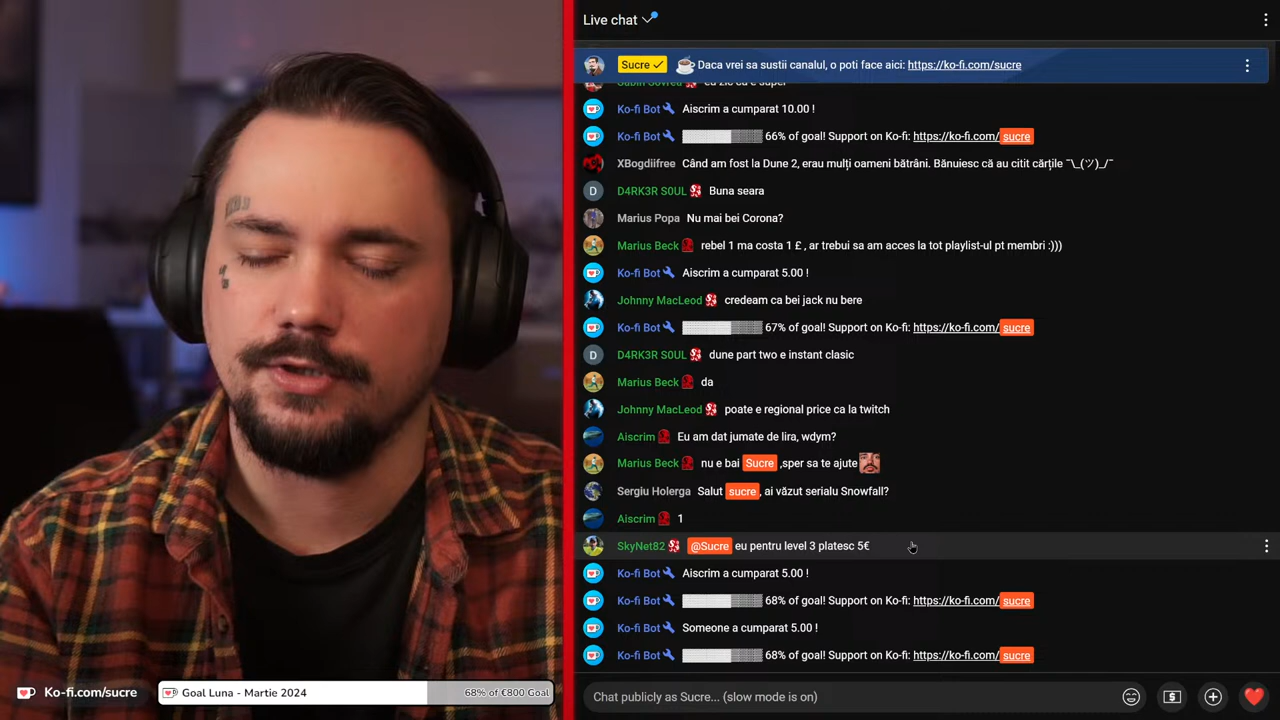 Live chat
Sucre Daca vrei sa sustii canalul, o poti face aici: https://ko-fi.com/sucre
Ko-fi Bot Aiscrim a cumparat 10.00 !
Ko-fi Bot 66% of goal! Support on Ko-fi: https://ko-fi.com/sucre
XBogdiifree Când am fost la Dune 2, erau mulți oameni bătrâni. Bănuiesc că au citit cărțile ¯\_(ツ)_/¯
D
D4RK3R S0UL Buna seara
Marius Popa Nu mai bei Corona?
Marius Beck rebel 1 ma costa 1 £ , ar trebui sa am acces la tot playlist-ul pt membri :)))
Ko-fi Bot Aiscrim a cumparat 5.00 !
Johnny MacLeod credeam ca bei jack nu bere
Ko-fi Bot 67% of goal! Support on Ko-fi: https://ko-fi.com/sucre
D
D4RK3R S0UL dune part two e instant clasic
Marius Beck da
Johnny MacLeod poate e regional price ca la twitch
Aiscrim Eu am dat jumate de lira, wdym?
Marius Beck nu e bai Sucre ,sper sa te ajute
Sergiu Holerga Salut sucre, ai văzut serialu Snowfall?
Aiscrim 1
SkyNet82 @Sucre eu pentru level 3 platesc 5€
Ko-fi Bot Aiscrim a cumparat 5.00 !
Ko-fi Bot 68% of goal! Support on Ko-fi: https://ko-fi.com/sucre
Ko-fi Bot Someone a cumparat 5.00 !
Ko-fi Bot 68% of goal! Support on Ko-fi: https://ko-fi.com/sucre
Chat publicly as Sucre... (slow mode is on)
Ko-fi.com/sucre
Goal Luna - Martie 2024
68% of €800 Goal